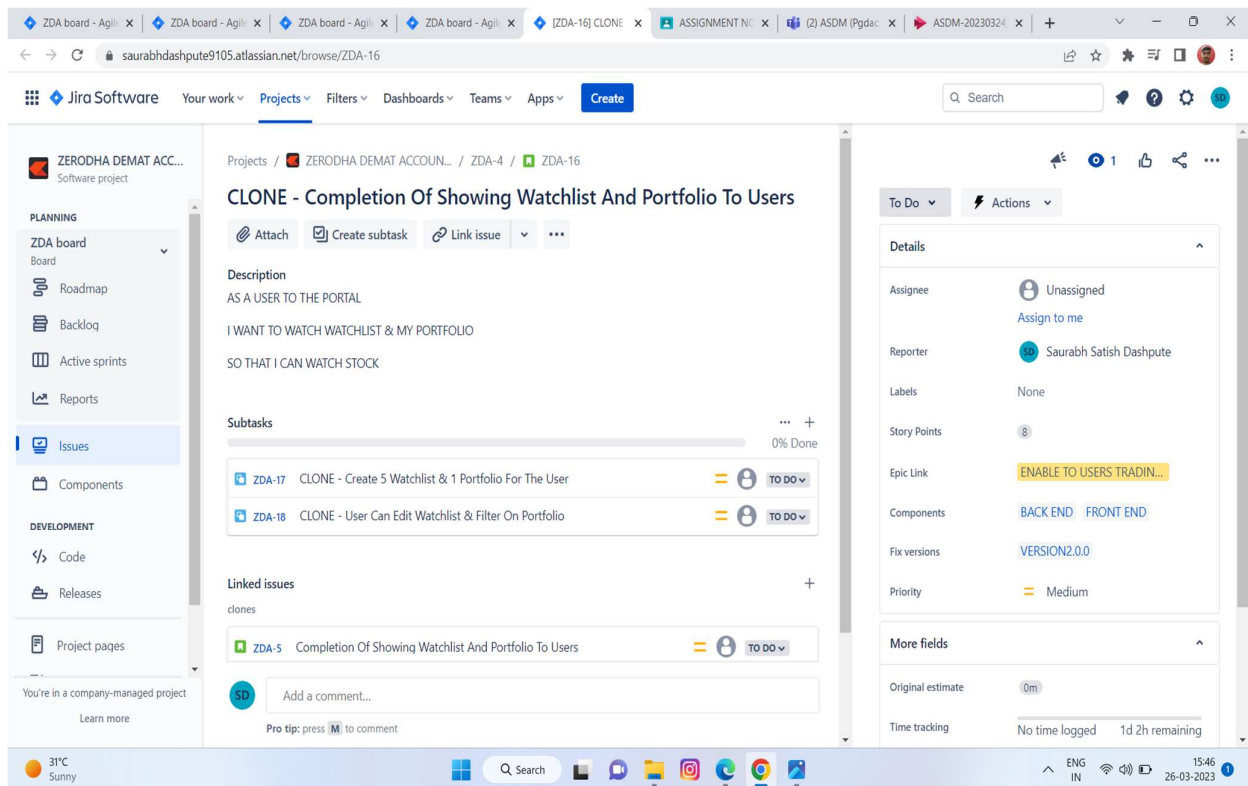 ZDA board - Agil
ZDA board - Agil
ZDA board - Agil
ZDA board - Agil
[ZDA-16] CLONE
ASSIGNMENT NO
(2) ASDM (Pgdac
ASDM-20230324
saurabhdashpute9105.atlassian.net/browse/ZDA-16
Jira Software Your work Projects Filters Dashboards Teams Apps Create Search SD
ZERODHA DEMAT ACC...
Software project
PLANNING
ZDA board
Board
Roadmap
Backlog
Active sprints
Reports
Issues
Components
DEVELOPMENT
Code
Releases
Project pages
You're in a company-managed project
Learn more
Projects / ZERODHA DEMAT ACCOUN... / ZDA-4 / ZDA-16
CLONE - Completion Of Showing Watchlist And Portfolio To Users
Attach Create subtask Link issue
Description
AS A USER TO THE PORTAL
I WANT TO WATCH WATCHLIST & MY PORTFOLIO
SO THAT I CAN WATCH STOCK
Subtasks
0% Done
ZDA-17 CLONE - Create 5 Watchlist & 1 Portfolio For The User TO DO
ZDA-18 CLONE - User Can Edit Watchlist & Filter On Portfolio TO DO
Linked issues
clones
ZDA-5 Completion Of Showing Watchlist And Portfolio To Users TO DO
SD Add a comment...
Pro tip: press M to comment
1
To Do Actions
Details
Assignee Unassigned
Assign to me
Reporter SD Saurabh Satish Dashpute
Labels None
Story Points 8
Epic Link ENABLE TO USERS TRADIN...
Components BACK END FRONT END
Fix versions VERSION2.0.0
Priority Medium
More fields
Original estimate 0m
Time tracking No time logged 1d 2h remaining
31°C
Sunny
Search
ENG
IN
15:46
26-03-2023
1